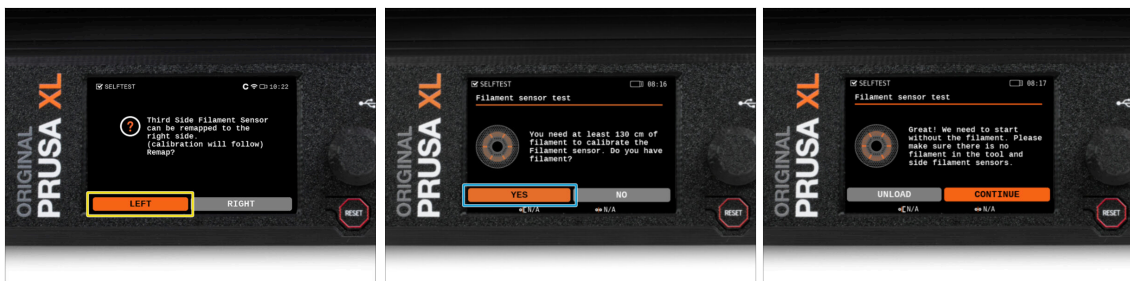 ORIGINAL
PRUSA XL
SELFTEST
C 10:22
Third Side Filament Sensor
can be remapped to the
right side.
(calibration will follow)
Remap?
LEFT
RIGHT
RESET
ORIGINAL
PRUSA XL
SELFTEST
08:16
Filament sensor test
You need at least 130 cm of
filament to calibrate the
Filament sensor. Do you have
filament?
YES
NO
N/A
N/A
RESET
ORIGINAL
PRUSA XL
SELFTEST
08:17
Filament sensor test
Great! We need to start
without the filament. Please
make sure there is no
filament in the tool and
side filament sensors.
UNLOAD
CONTINUE
N/A
N/A
RESET